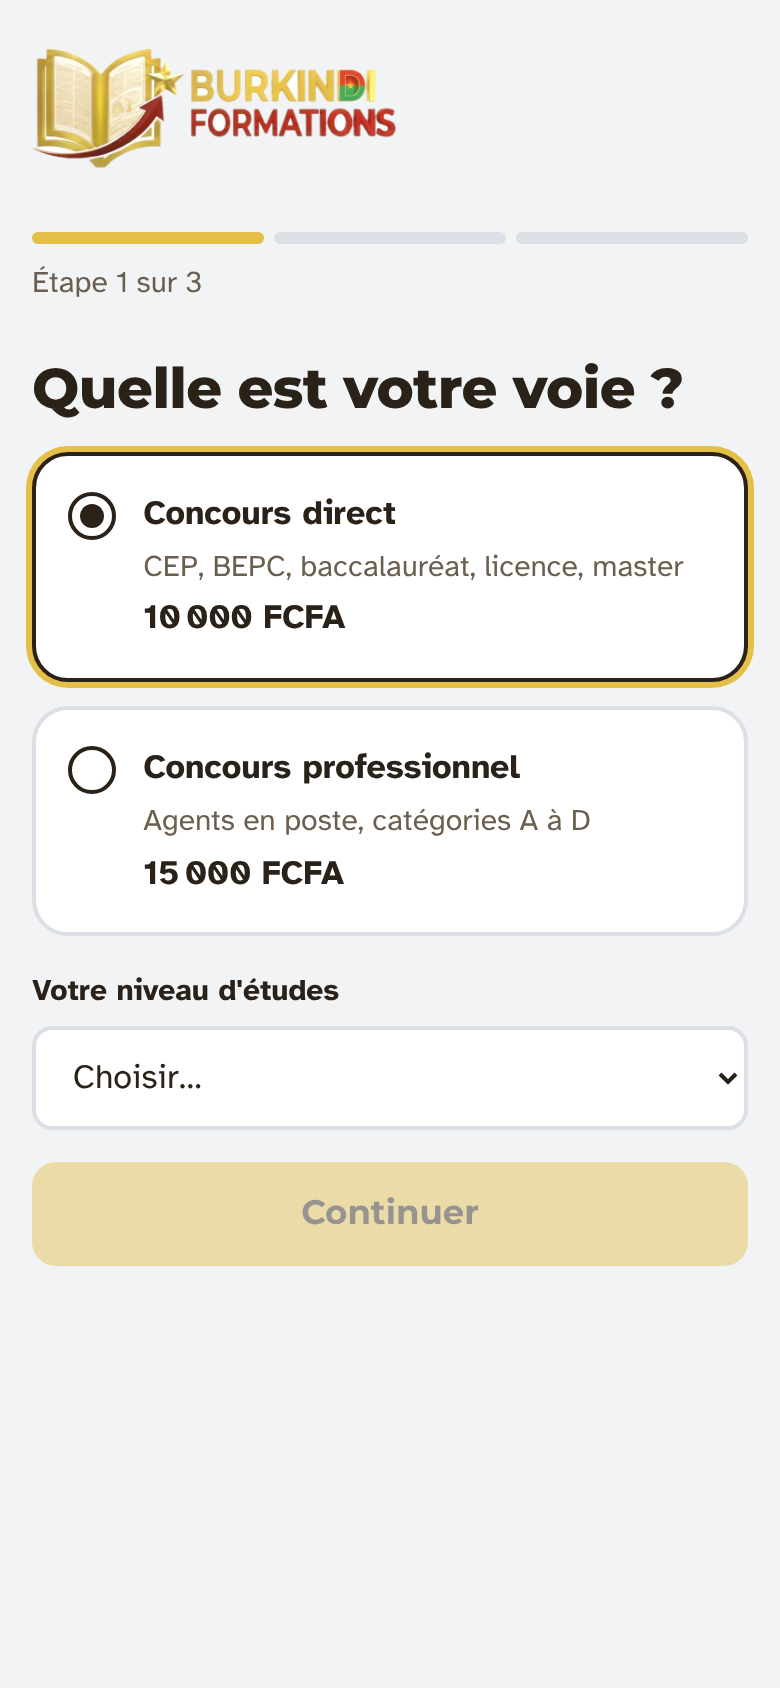 BURKINDI
FORMATIONS
Étape 1 sur 3
Quelle est votre voie ?
Concours direct
CEP, BEPC, baccalauréat, licence, master
10 000 FCFA
Concours professionnel
Agents en poste, catégories A à D
15 000 FCFA
Votre niveau d'études
Choisir...
Continuer